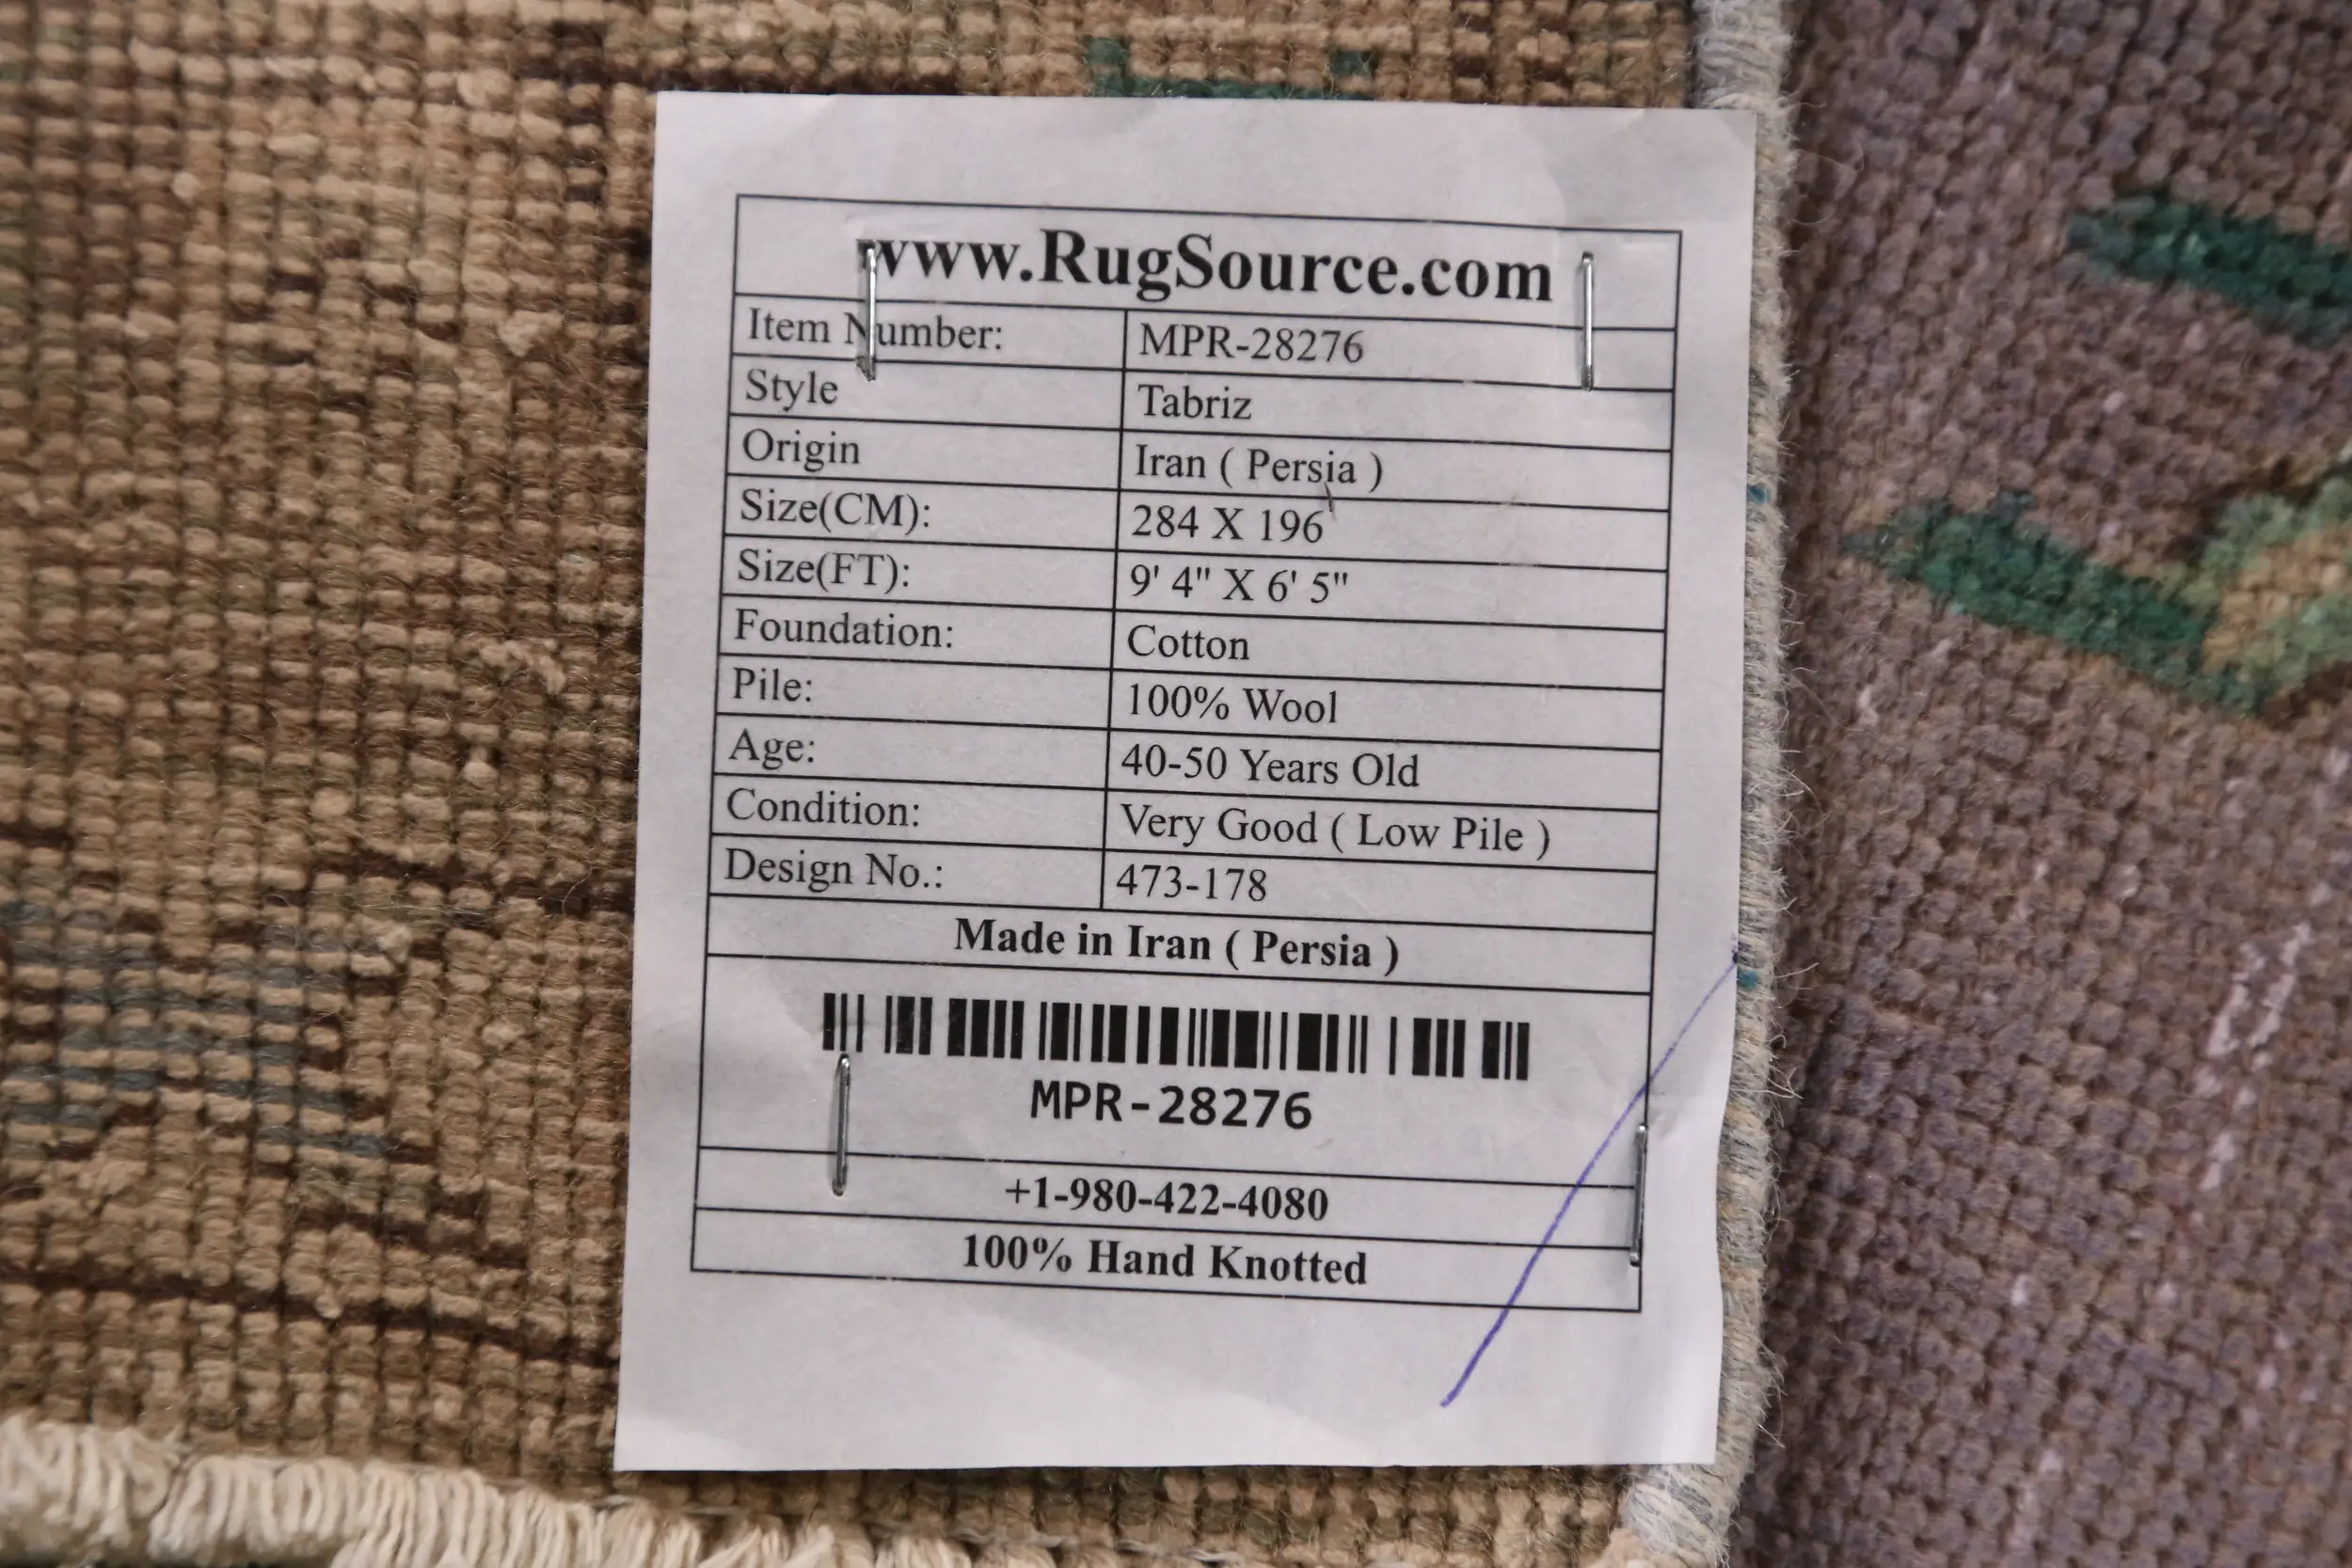 www.RugSource.com
Item Number: MPR-28276
Style Tabriz
Origin Iran ( Persia )
Size(CM): 284 X 196
Size(FT): 9' 4" X 6' 5"
Foundation: Cotton
Pile: 100% Wool
Age: 40-50 Years Old
Condition: Very Good ( Low Pile )
Design No.: 473-178
Made in Iran ( Persia )
MPR-28276
+1-980-422-4080
100% Hand Knotted